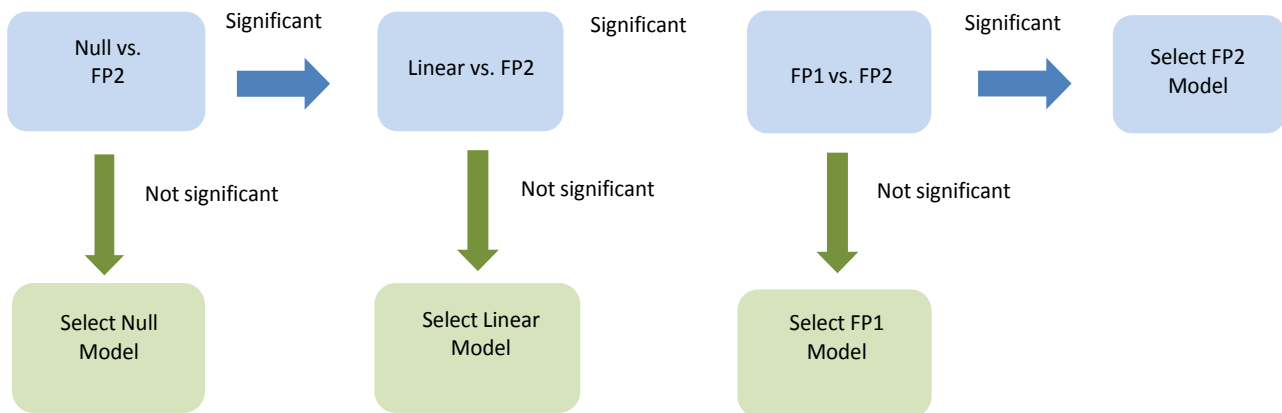 Significant
Significant
Significant
Null vs.
FP2
Linear vs. FP2
FP1 vs. FP2
Select FP2
Model
Not significant
Not significant
Not significant
Select Null
Model
Select Linear
Model
Select FP1
Model